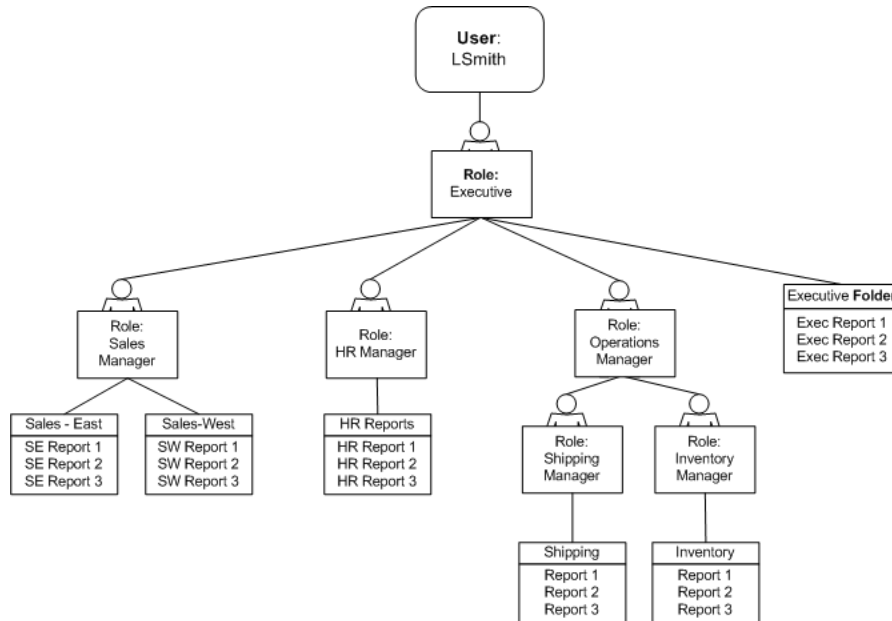 User:
LSmith
Role:
Executive
Role:
Sales
Manager
Role:
HR Manager
Role:
Operations
Manager
Executive Folder
Exec Report 1
Exec Report 2
Exec Report 3
Sales - East
SE Report 1
SE Report 2
SE Report 3
Sales-West
SW Report 1
SW Report 2
SW Report 3
HR Reports
HR Report 1
HR Report 2
HR Report 3
Role:
Shipping
Manager
Role:
Inventory
Manager
Shipping
Report 1
Report 2
Report 3
Inventory
Report 1
Report 2
Report 3